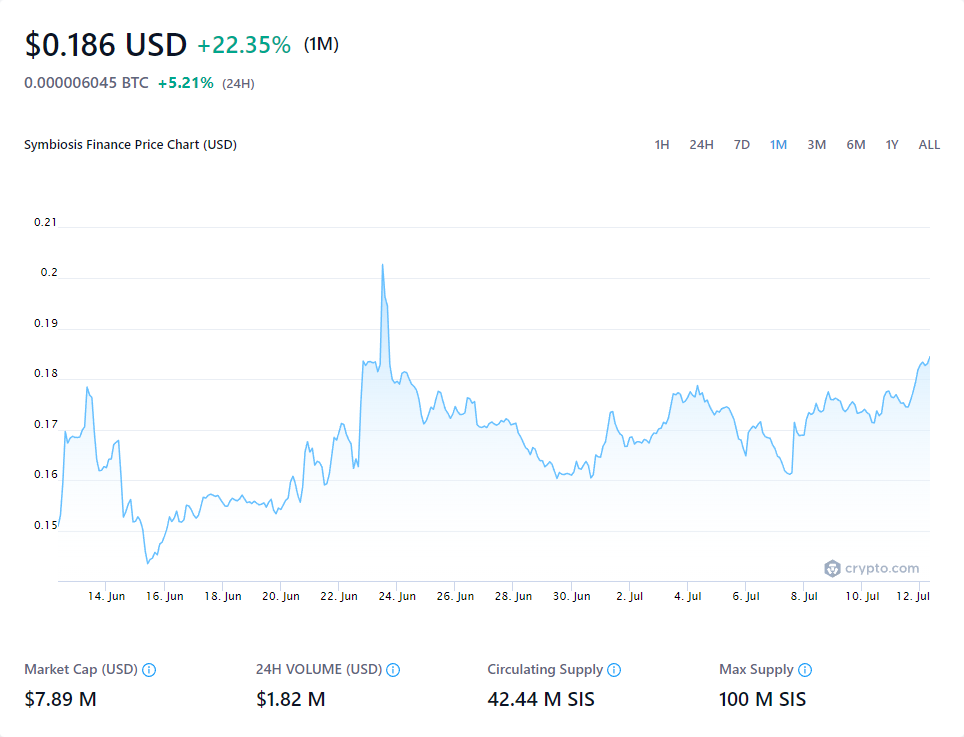 $0.186 USD +22.35% (1M)
0.000006045 BTC +5.21% (24H)
Symbiosis Finance Price Chart (USD) 1H 24H 7D 1M 3M 6M 1Y ALL
0.21
0.2
0.19
0.18
0.17
0.16
0.15
crypto.com
14. Jun 16. Jun 18. Jun 20. Jun 22. Jun 24. Jun 26. Jun 28. Jun 30. Jun 2. Jul 4. Jul 6. Jul 8. Jul 10. Jul 12. Jul
Market Cap (USD) 24H VOLUME (USD) Circulating Supply Max Supply
$7.89 M $1.82 M 42.44 M SIS 100 M SIS